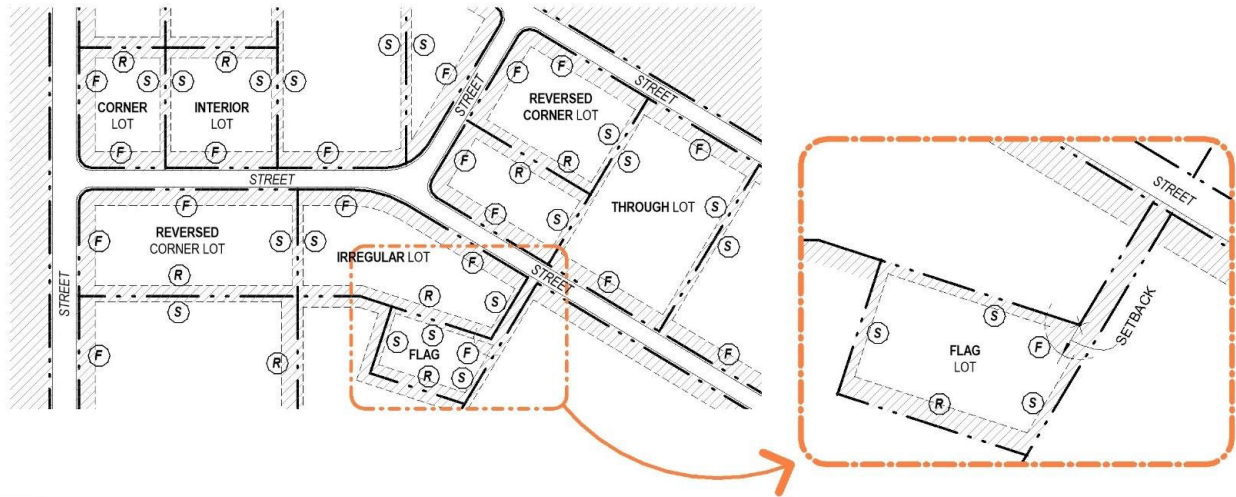 S S
F
R R
F S S S
CORNER
LOT
INTERIOR
LOT
F F F
STREET
STREET
STREET
F F
REVERSED
CORNER LOT
S
F
R
S
F
F
R
F
S
THROUGH LOT
S
S
F
F
F
F
REVERSED
CORNER LOT
F
S S
R
F
IRREGULAR LOT
F
STREET
STREET
S
R
S
S
S
FLAG
F
R
S
F
R
STREET
S
S
F
FLAG
LOT
R
S
SETBACK